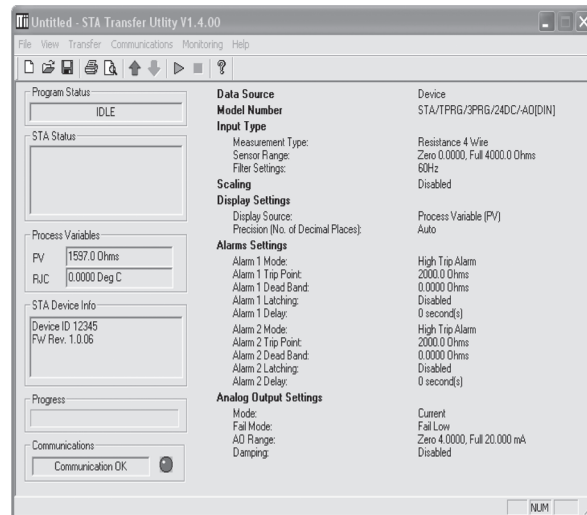 Untitled - STA Transfer Utlity V1.4.00
File View Transfer Communications Monitoring Help
Program Status
IDLE
STA Status
Process Variables
PV 1597.0 Ohms
RJC 0.0000 Deg C
STA Device Info
Device ID 12345
FW Rev. 1.0.06
Progress
Communications
Communication OK
Data Source Device
Model Number STA/TPRG/3PRG/24DC/-AO[DIN]
Input Type
Measurement Type: Resistance 4 Wire
Sensor Range: Zero 0.0000, Full 4000.0 Ohms
Filter Settings: 60Hz
Scaling Disabled
Display Settings
Display Source: Process Variable (PV)
Precision (No. of Decimal Places): Auto
Alarms Settings
Alarm 1 Mode: High Trip Alarm
Alarm 1 Trip Point: 2000.0 Ohms
Alarm 1 Dead Band: 0.0000 Ohms
Alarm 1 Latching: Disabled
Alarm 1 Delay: 0 second(s)
Alarm 2 Mode: High Trip Alarm
Alarm 2 Trip Point: 2000.0 Ohms
Alarm 2 Dead Band: 0.0000 Ohms
Alarm 2 Latching: Disabled
Alarm 2 Delay: 0 second(s)
Analog Output Settings
Mode: Current
Fail Mode: Fail Low
AO Range: Zero 4.0000, Full 20.000 mA
Damping: Disabled
NUM